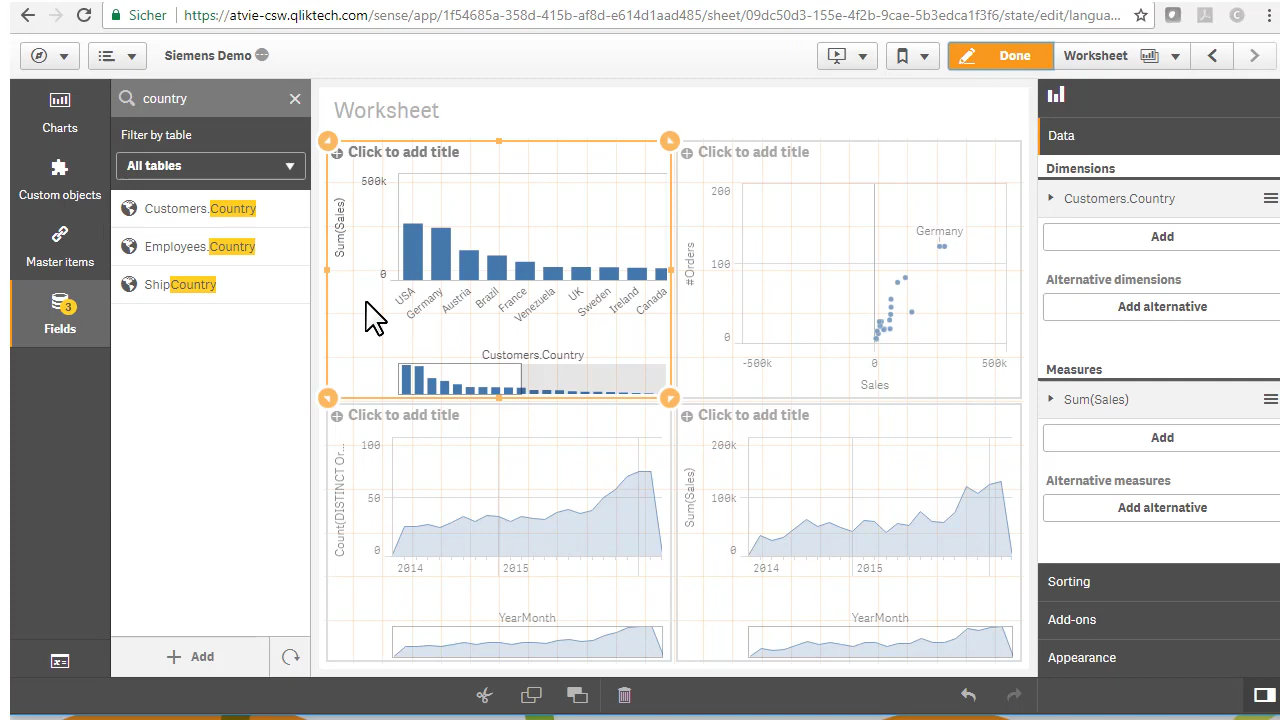 Sicher
https://atvie-csw.qliktech.com/sense/app/1f54685a-358d-415b-af8d-e614d1aad485/sheet/09dc50d3-155e-4f2b-9cae-5b3edca1f3f6/state/edit/langua...
C
Siemens Demo
Done
Worksheet
Charts
Custom objects
Master items
3
Fields
country
Filter by table
All tables
Customers.Country
Employees.Country
ShipCountry
Add
Worksheet
Click to add title
500k
0
Sum(Sales)
USA
Germany
Austria
Brazil
France
Venezuela
UK
Sweden
Ireland
Canada
Customers.Country
Click to add title
200
100
0
#Orders
Germany
-500k
0
500k
Sales
Click to add title
100
50
0
Count(DISTINCT Or...
2014
2015
YearMonth
Click to add title
200k
100k
0
Sum(Sales)
2014
2015
YearMonth
Data
Dimensions
Customers.Country
Add
Alternative dimensions
Add alternative
Measures
Sum(Sales)
Add
Alternative measures
Add alternative
Sorting
Add-ons
Appearance